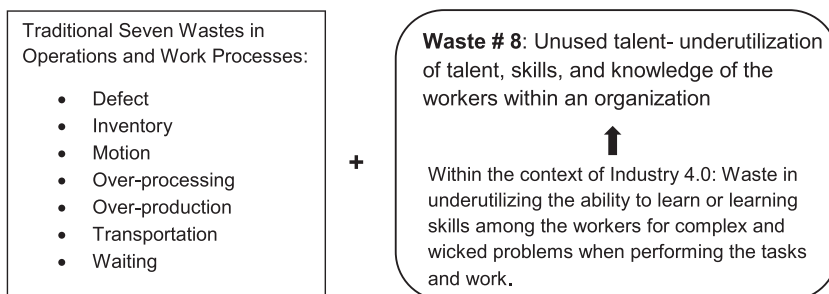 Traditional Seven Wastes in
Operations and Work Processes:
• Defect
• Inventory
• Motion
• Over-processing
• Over-production
• Transportation
• Waiting
+
Waste # 8: Unused talent- underutilization
of talent, skills, and knowledge of the
workers within an organization
Within the context of Industry 4.0: Waste in
underutilizing the ability to learn or learning
skills among the workers for complex and
wicked problems when performing the tasks
and work.